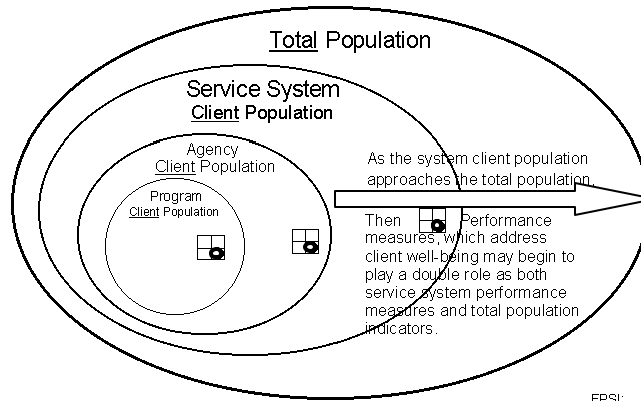 Total Population
Service System
Client Population
Agency
Client Population
Program
Client Population
As the system client population
approaches the total population,
Then Performance
measures, which address
client well-being may begin to
play a double role as both
service system performance
measures and total population
indicators.